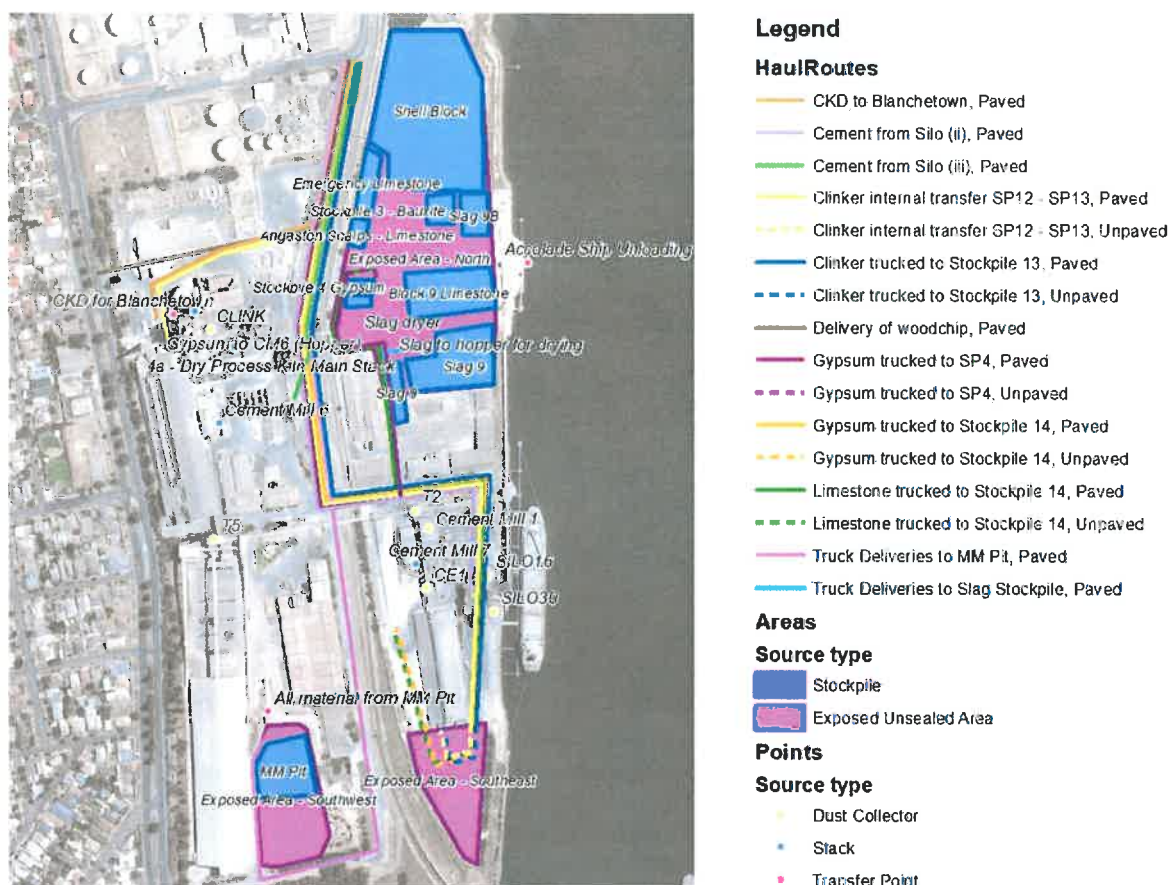 Shell Block
Emergency Limestone
Stockpile 3 - Bauxite
Slag 9B
Angaston Scalps - Limestone
Exposed Area - North
Accolade Ship Unloading
Stockpile 4 Gypsum
Block 9 Limestone
CKD for Blanchetown
CLINK
Slag dryer
Gypsum to CM6 (Hopper)
Slag to hopper for drying
4a - Dry Process Kiln Main Stack
Slag 9
Slag 9
Cement Mill 6
T2
T5
Cement Mill 1
Cement Mill 7
SILO16
CE1
All material from MM Pit
MM Pit
Exposed Area - Southeast
Exposed Area - Southwest
Legend
HaulRoutes
CKD to Blanchetown, Paved
Cement from Silo (ii), Paved
Cement from Silo (iii), Paved
Clinker internal transfer SP12 - SP13, Paved
Clinker internal transfer SP12 - SP13, Unpaved
Clinker trucked to Stockpile 13, Paved
Clinker trucked to Stockpile 13, Unpaved
Delivery of woodchip, Paved
Gypsum trucked to SP4, Paved
Gypsum trucked to SP4, Unpaved
Gypsum trucked to Stockpile 14, Paved
Gypsum trucked to Stockpile 14, Unpaved
Limestone trucked to Stockpile 14, Paved
Limestone trucked to Stockpile 14, Unpaved
Truck Deliveries to MM Pit, Paved
Truck Deliveries to Slag Stockpile, Paved
Areas
Source type
Stockpile
Exposed Unsealed Area
Points
Source type
Dust Collector
Stack
Transfer Point